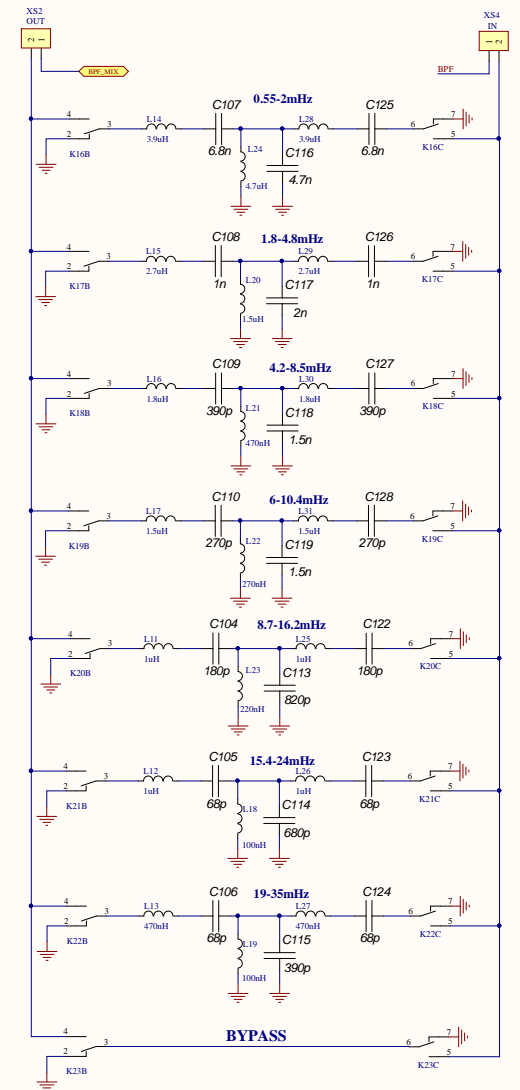 XS2
OUT
XS4
IN
2 1
1 2
BPF_MIX
BPF
0.55-2mHz
C107
C125
4
2
3
L14
3.9uH
6.8n
L24
4.7uH
C116
4.7n
L28
3.9uH
6.8n
6
7
5
K16B
K16C
1.8-4.8mHz
C108
C126
4
2
3
L15
2.7uH
1n
L20
1.5uH
C117
2n
L29
2.7uH
1n
6
7
5
K17B
K17C
4.2-8.5mHz
C109
C127
4
2
3
L16
1.8uH
390p
L21
470nH
C118
1.5n
L30
1.8uH
390p
6
7
5
K18B
K18C
6-10.4mHz
C110
C128
4
2
3
L17
1.5uH
270p
L22
270nH
C119
1.5n
L31
1.5uH
270p
6
7
5
K19B
K19C
8.7-16.2mHz
C104
C122
4
2
3
L11
1uH
180p
L23
220nH
C113
820p
L25
1uH
180p
6
7
5
K20B
K20C
15.4-24mHz
C105
C123
4
2
3
L12
1uH
68p
L18
100nH
C114
680p
L26
1uH
68p
6
7
5
K21B
K21C
19-35mHz
C106
C124
4
2
3
L13
470nH
68p
L19
100nH
C115
390p
L27
470nH
68p
6
7
5
K22B
K22C
BYPASS
4
2
3
6
7
5
K23B
K23C